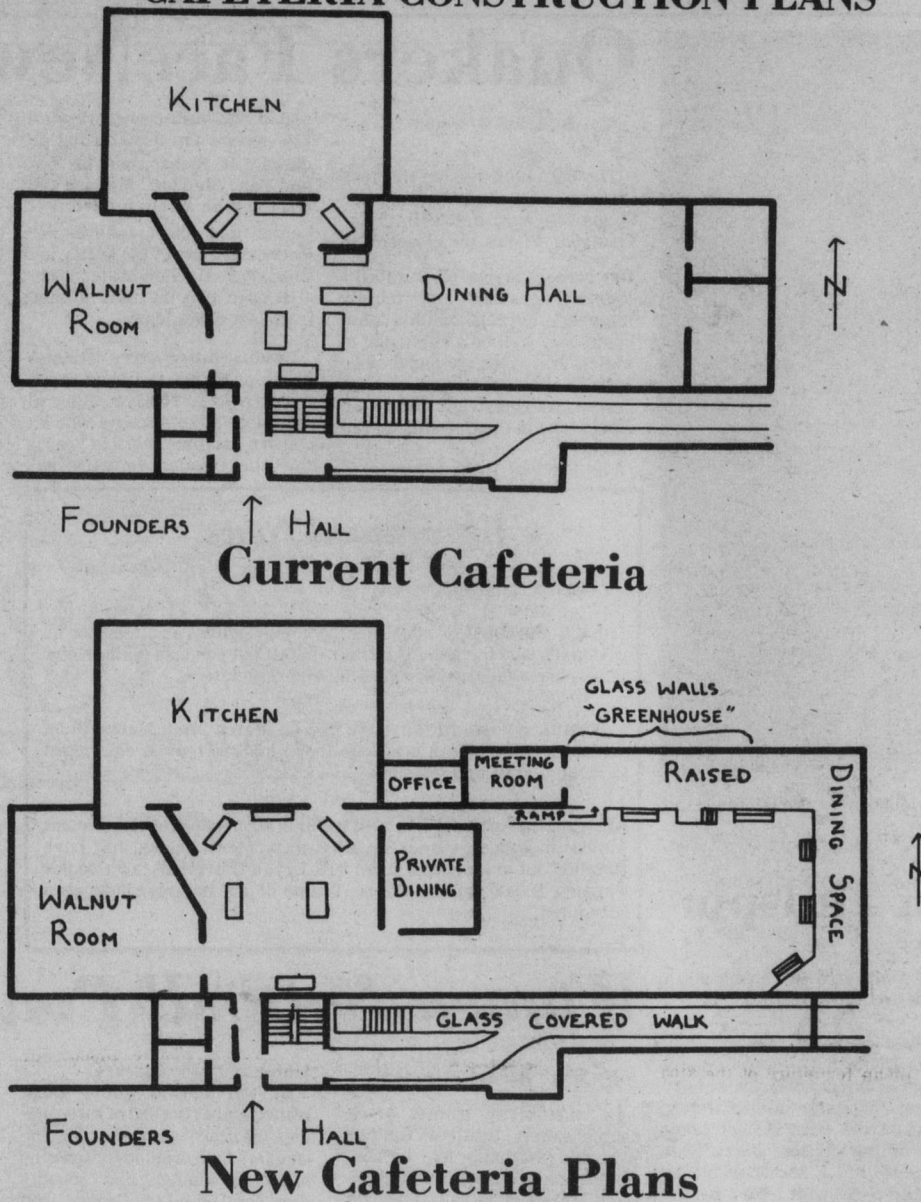 CAFETERIA CONSTRUCTION PLANS
KITCHEN
WALNUT
ROOM
DINING HALL
N
FOUNDERS HALL
Current Cafeteria
KITCHEN
GLASS WALLS
"GREENHOUSE"
OFFICE
MEETING
ROOM
RAISED
DINING SPACE
RAMP
PRIVATE
DINING
WALNUT
ROOM
N
GLASS COVERED WALK
FOUNDERS HALL
New Cafeteria Plans